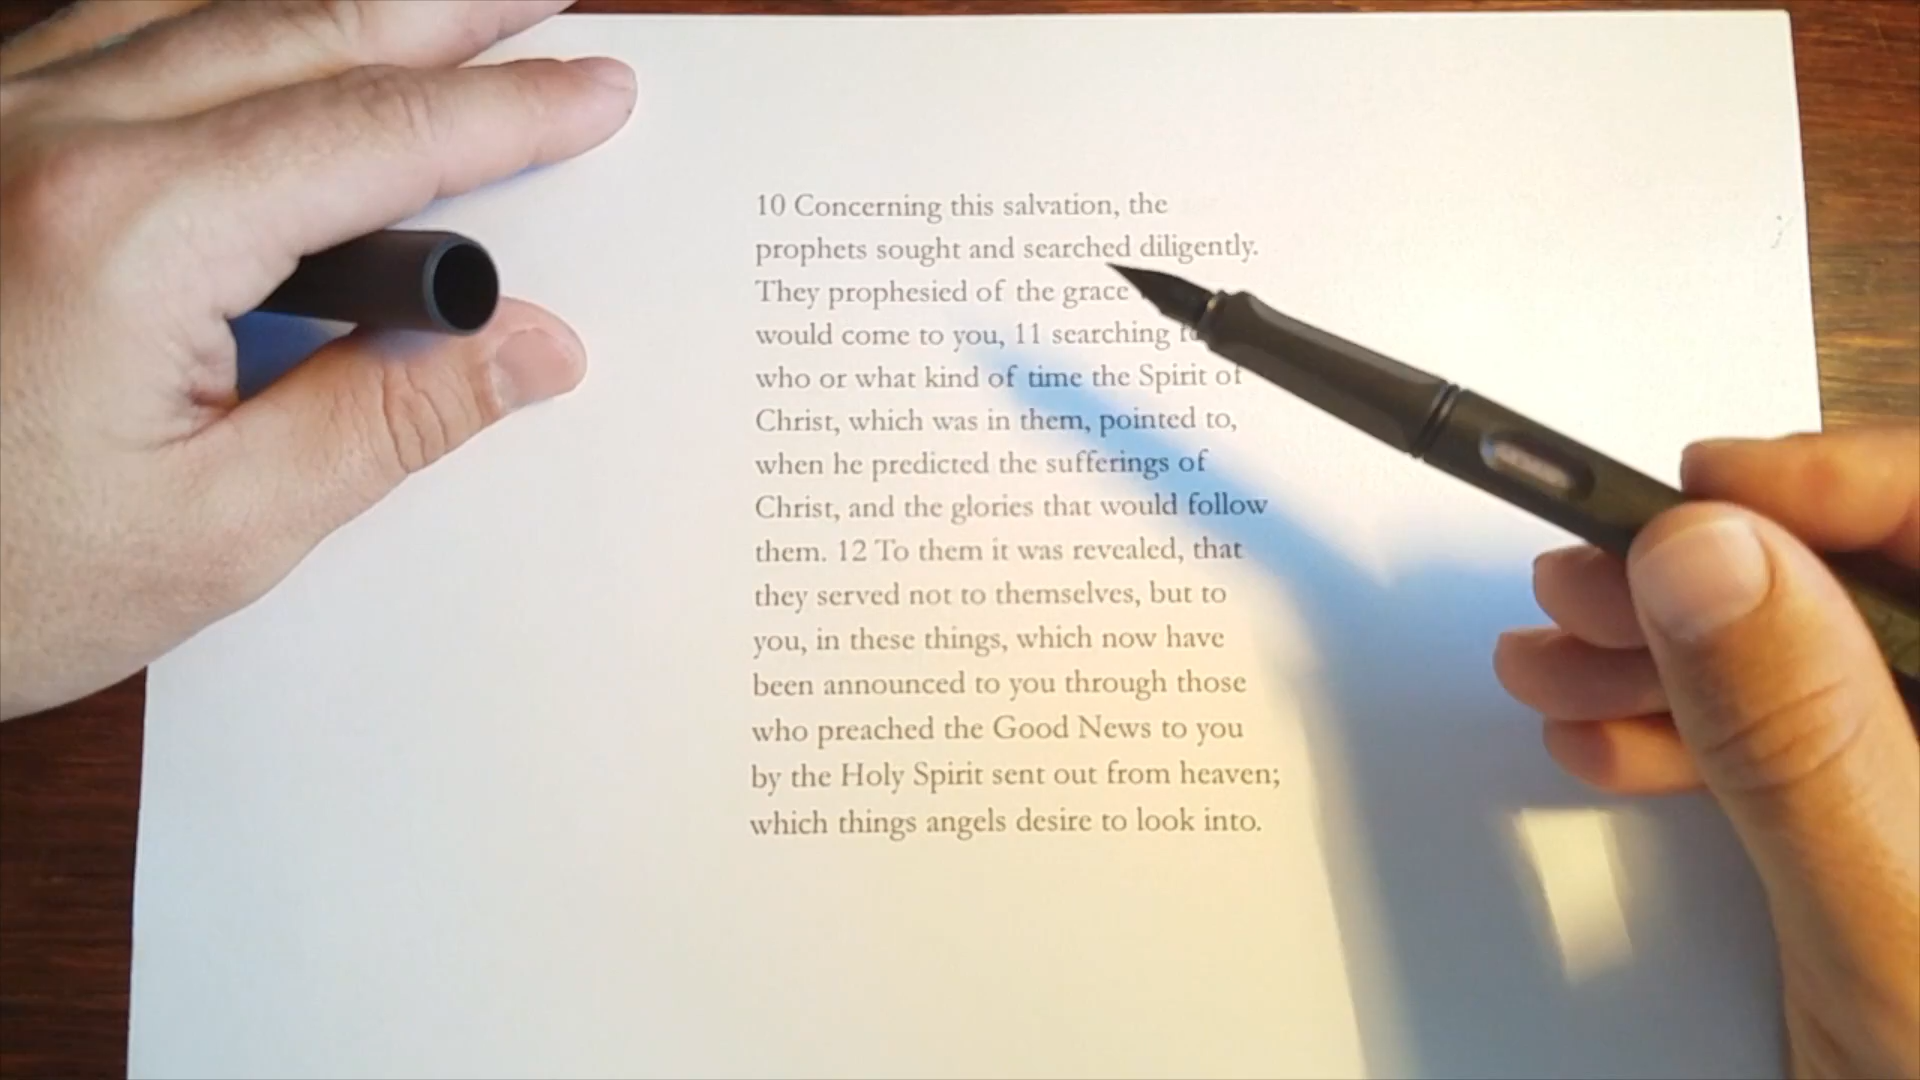 10 Concerning this salvation, the
prophets sought and searched diligently.
They prophesied of the grace
would come to you, 11 searching
who or what kind of time the Spirit of
Christ, which was in them, pointed to,
when he predicted the sufferings of
Christ, and the glories that would follow
them. 12 To them it was revealed, that
they served not to themselves, but to
you, in these things, which now have
been announced to you through those
who preached the Good News to you
by the Holy Spirit sent out from heaven;
which things angels desire to look into.